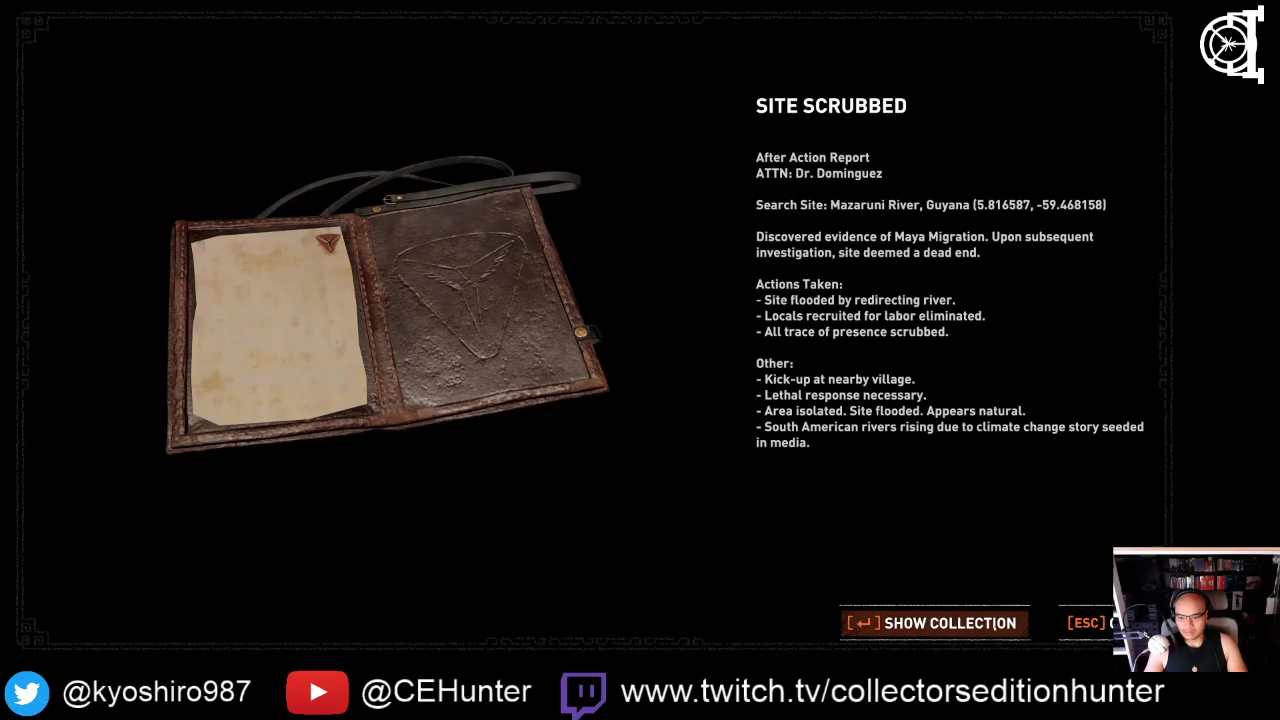 SITE SCRUBBED
After Action Report
ATTN: Dr. Dominguez
Search Site: Mazaruni River, Guyana (5.816587, -59.468158)
Discovered evidence of Maya Migration. Upon subsequent
investigation, site deemed a dead end.
Actions Taken:
- Site flooded by redirecting river.
- Locals recruited for labor eliminated.
- All trace of presence scrubbed.
Other:
- Kick-up at nearby village.
- Lethal response necessary.
- Area isolated. Site flooded. Appears natural.
- South American rivers rising due to climate change story seeded
in media.
[↵] SHOW COLLECTION
[ESC]
@kyoshiro987
@CEHunter
www.twitch.tv/collectorseditionhunter